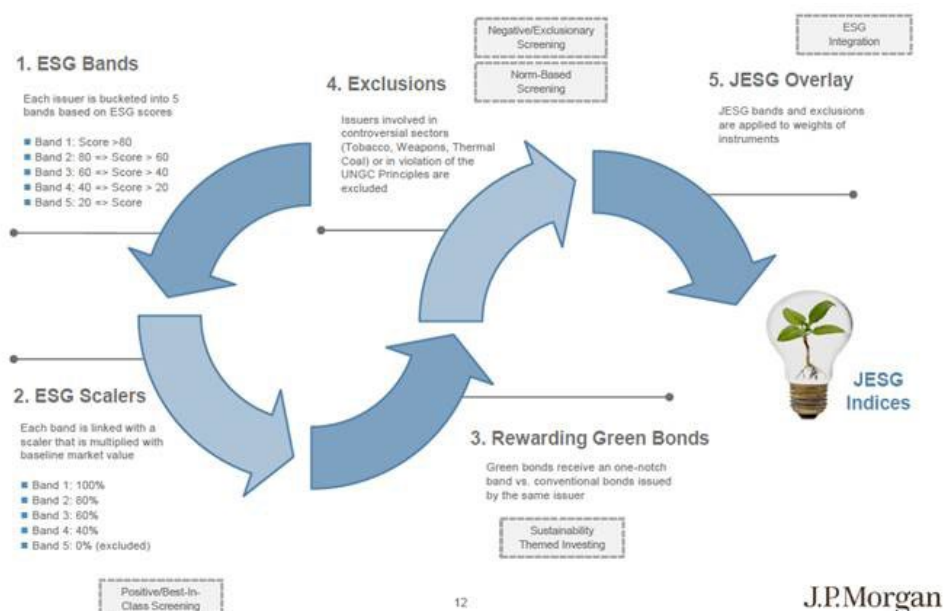 1. ESG Bands
Each issuer is bucketed into 5
bands based on ESG scores
Band 1: Score >80
Band 2: 80 => Score > 60
Band 3: 60 => Score > 40
Band 4: 40 => Score > 20
Band 5: 20 => Score
2. ESG Scalers
Each band is linked with a
scaler that is multiplied with
baseline market value
Band 1: 100%
Band 2: 80%
Band 3: 60%
Band 4: 40%
Band 5: 0% (excluded)
Positive/Best-In-
Class Screening
3. Rewarding Green Bonds
Green bonds receive an one-notch
band vs. conventional bonds issued
by the same issuer
Sustainability
Themed Investing
Negative/Exclusionary
Screening
Norm-Based
Screening
4. Exclusions
Issuers involved in
controversial sectors
(Tobacco, Weapons, Thermal
Coal) or in violation of the
UNGC Principles are
excluded
ESG
Integration
5. JESG Overlay
JESG bands and exclusions
are applied to weights of
instruments
JESG
Indices
12
J.P.Morgan